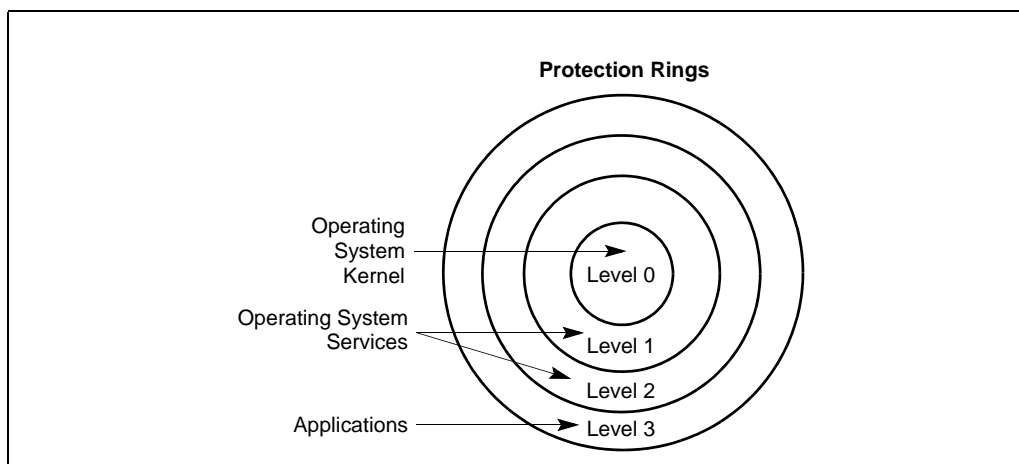 Protection Rings
Operating
System
Kernel
Level 0
Operating System
Services
Level 1
Level 2
Applications
Level 3